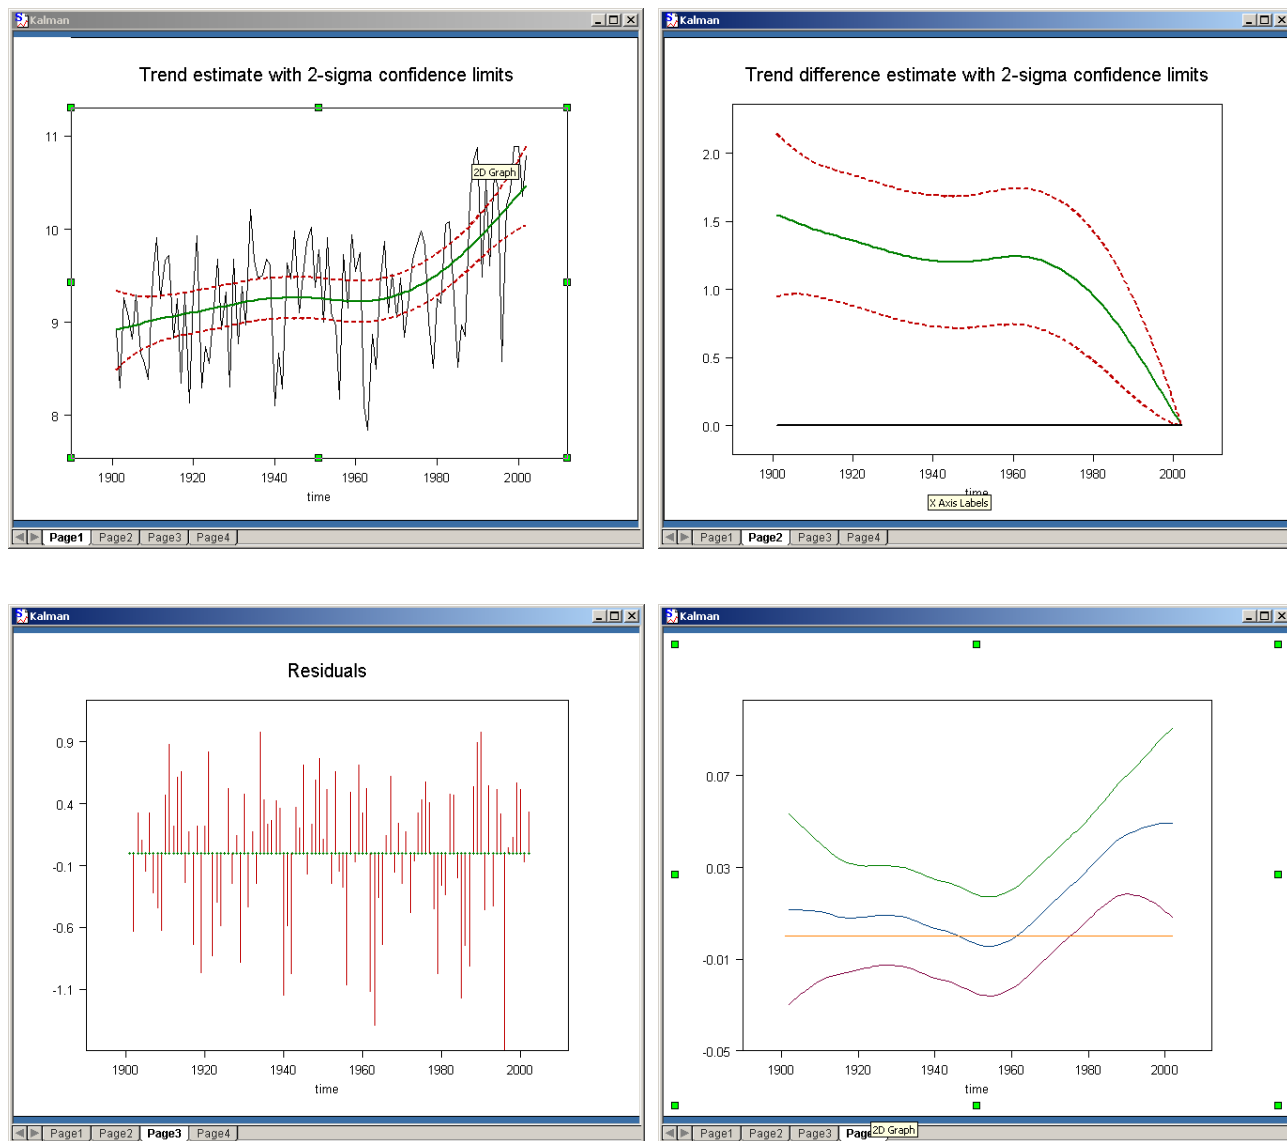 Kalman
Trend estimate with 2-sigma confidence limits
11
10
9
8
2D Graph
1900 1920 1940 1960 1980 2000
time
Page1 Page2 Page3 Page4
Kalman
Trend difference estimate with 2-sigma confidence limits
2.0
1.5
1.0
0.5
0.0
1900 1920 1940 1960 1980 2000
time
X Axis Labels
Page1 Page2 Page3 Page4
Kalman
Residuals
0.9
0.4
-0.1
-0.6
-1.1
1900 1920 1940 1960 1980 2000
time
Page1 Page2 Page3 Page4
Kalman
0.07
0.03
-0.01
-0.05
1900 1920 1940 1960 1980 2000
time
Page1 Page2 Page3
2D Graph